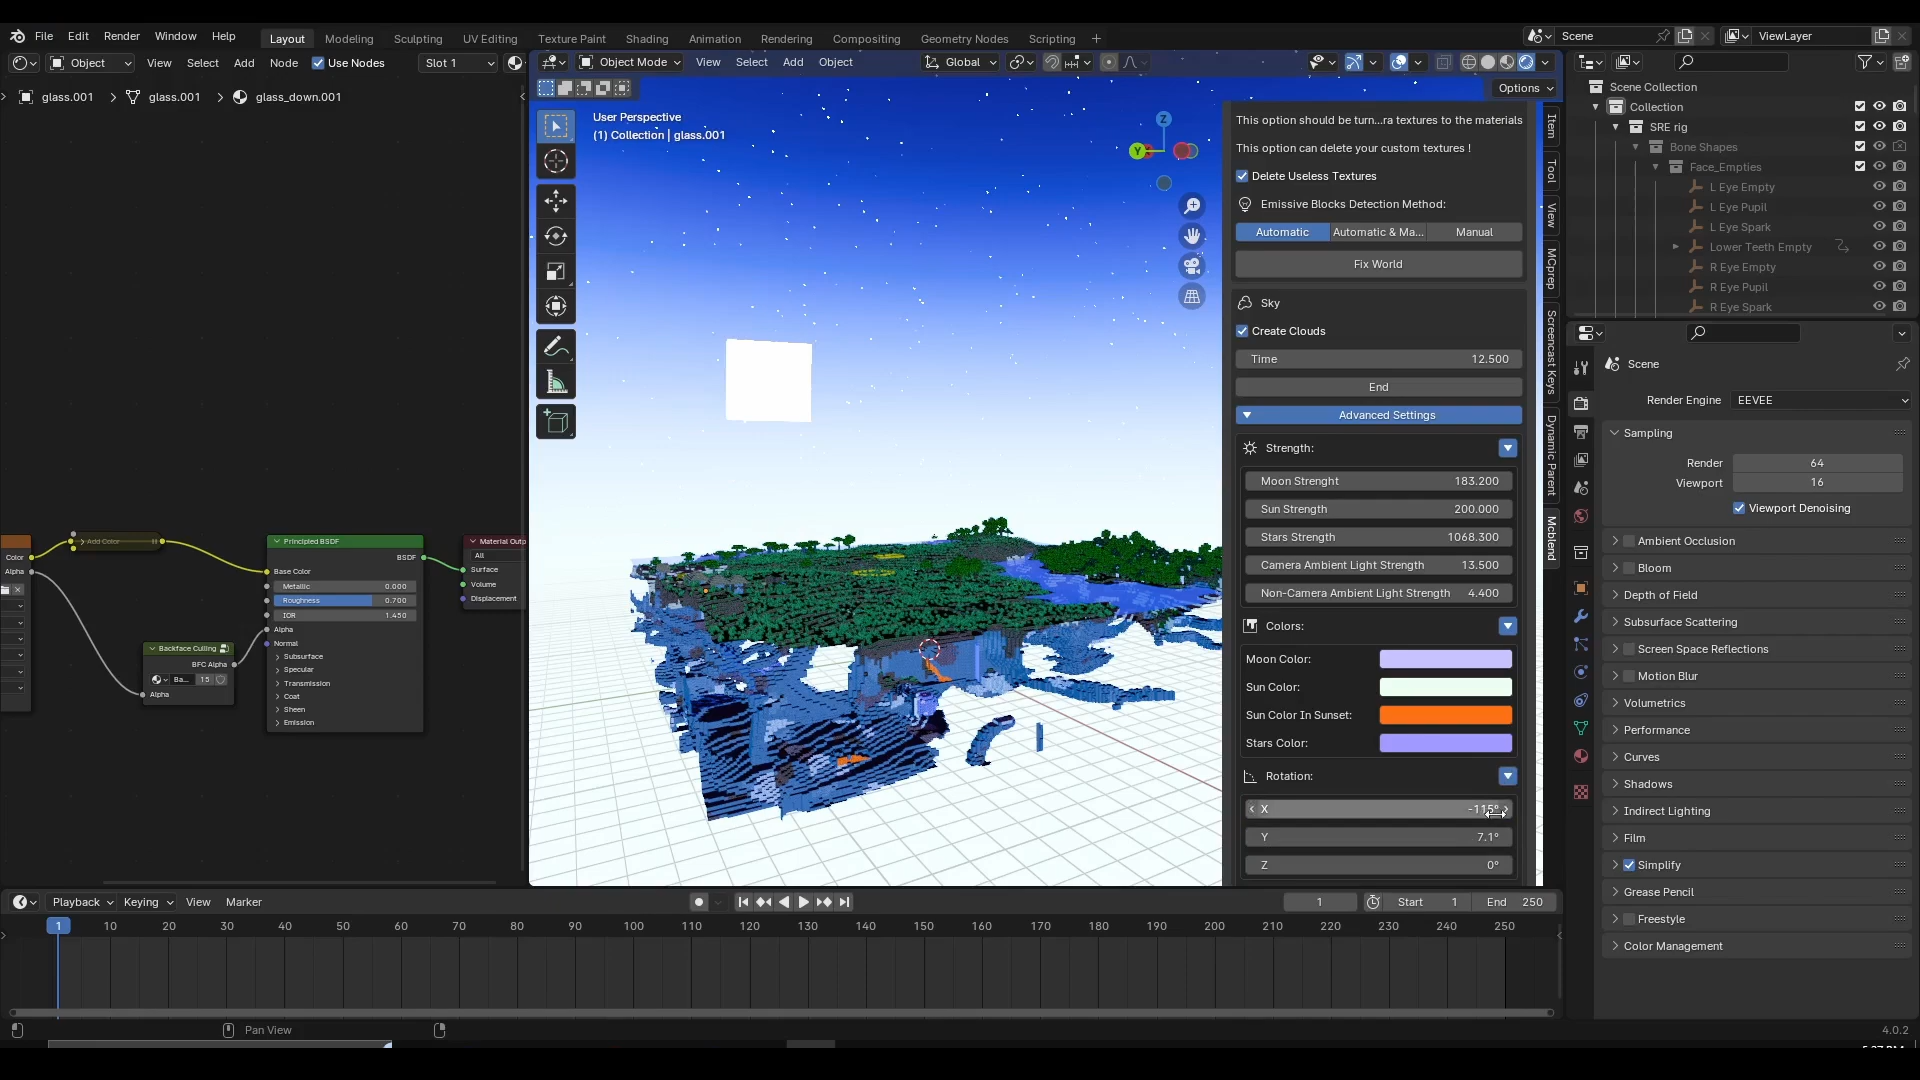 File Edit Render Window Help Layout Modeling Sculpting UV Editing Texture Paint Shading Animation Rendering Compositing Geometry Nodes Scripting + Scene ViewLayer
Object View Select Add Node Use Nodes Slot 1
Object Mode View Select Add Object Global
Options
glass.001 > glass.001 > glass_down.001
User Perspective
(1) Collection | glass.001
Z
Y
Color
Alpha
Add Color
Principled BSDF
BSDF
Base Color
Metallic 0.000
Roughness 0.700
IOR 1.450
Alpha
Normal
Subsurface
Specular
Transmission
Coat
Sheen
Emission
Backface Culling
BFC Alpha
Ba... 15
Alpha
Material Outp
All
Surface
Volume
Displacement
This option should be turn...ra textures to the materials
This option can delete your custom textures !
Delete Useless Textures
Emissive Blocks Detection Method:
Automatic Automatic & Ma... Manual
Fix World
Sky
Create Clouds
Time 12.500
End
Advanced Settings
Strength:
Moon Strenght 183.200
Sun Strength 200.000
Stars Strength 1068.300
Camera Ambient Light Strength 13.500
Non-Camera Ambient Light Strength 4.400
Colors:
Moon Color:
Sun Color:
Sun Color In Sunset:
Stars Color:
Rotation:
X -115°
Y 7.1°
Z 0°
Item
Tool
View
MCprep
Screencast Keys
Dynamic Parent
Mcblend
Scene Collection
Collection
SRE rig
Bone Shapes
Face_Empties
L Eye Empty
L Eye Pupil
L Eye Spark
Lower Teeth Empty
R Eye Empty
R Eye Pupil
R Eye Spark
Scene
Render Engine EEVEE
Sampling
Render 64
Viewport 16
Viewport Denoising
Ambient Occlusion
Bloom
Depth of Field
Subsurface Scattering
Screen Space Reflections
Motion Blur
Volumetrics
Performance
Curves
Shadows
Indirect Lighting
Film
Simplify
Grease Pencil
Freestyle
Color Management
Playback Keying View Marker 1 Start 1 End 250
1 10 20 30 40 50 60 70 80 90 100 110 120 130 140 150 160 170 180 190 200 210 220 230 240 250
Pan View
4.0.2